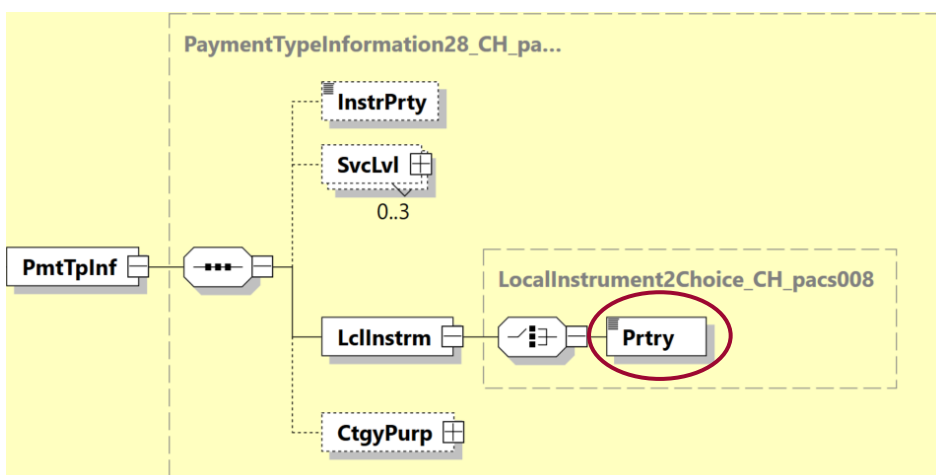 PaymentTypeInformation28_CH_pa...
InstrPrty
SvcLvl
0..3
PmtTpInf
LocalInstrument2Choice_CH_pacs008
LclInstrm
Prtry
CtgyPurp